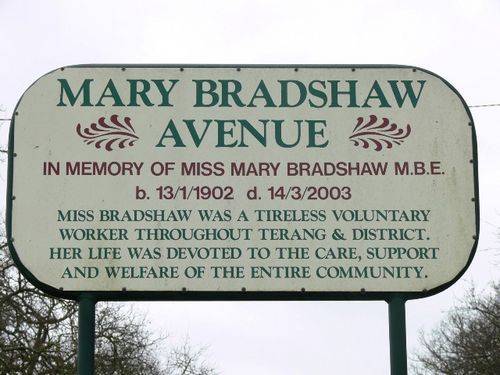 MARY BRADSHAW
AVENUE
IN MEMORY OF MISS MARY BRADSHAW M.B.E.
b. 13/1/1902 d. 14/3/2003
MISS BRADSHAW WAS A TIRELESS VOLUNTARY
WORKER THROUGHOUT TERANG & DISTRICT.
HER LIFE WAS DEVOTED TO THE CARE, SUPPORT
AND WELFARE OF THE ENTIRE COMMUNITY.